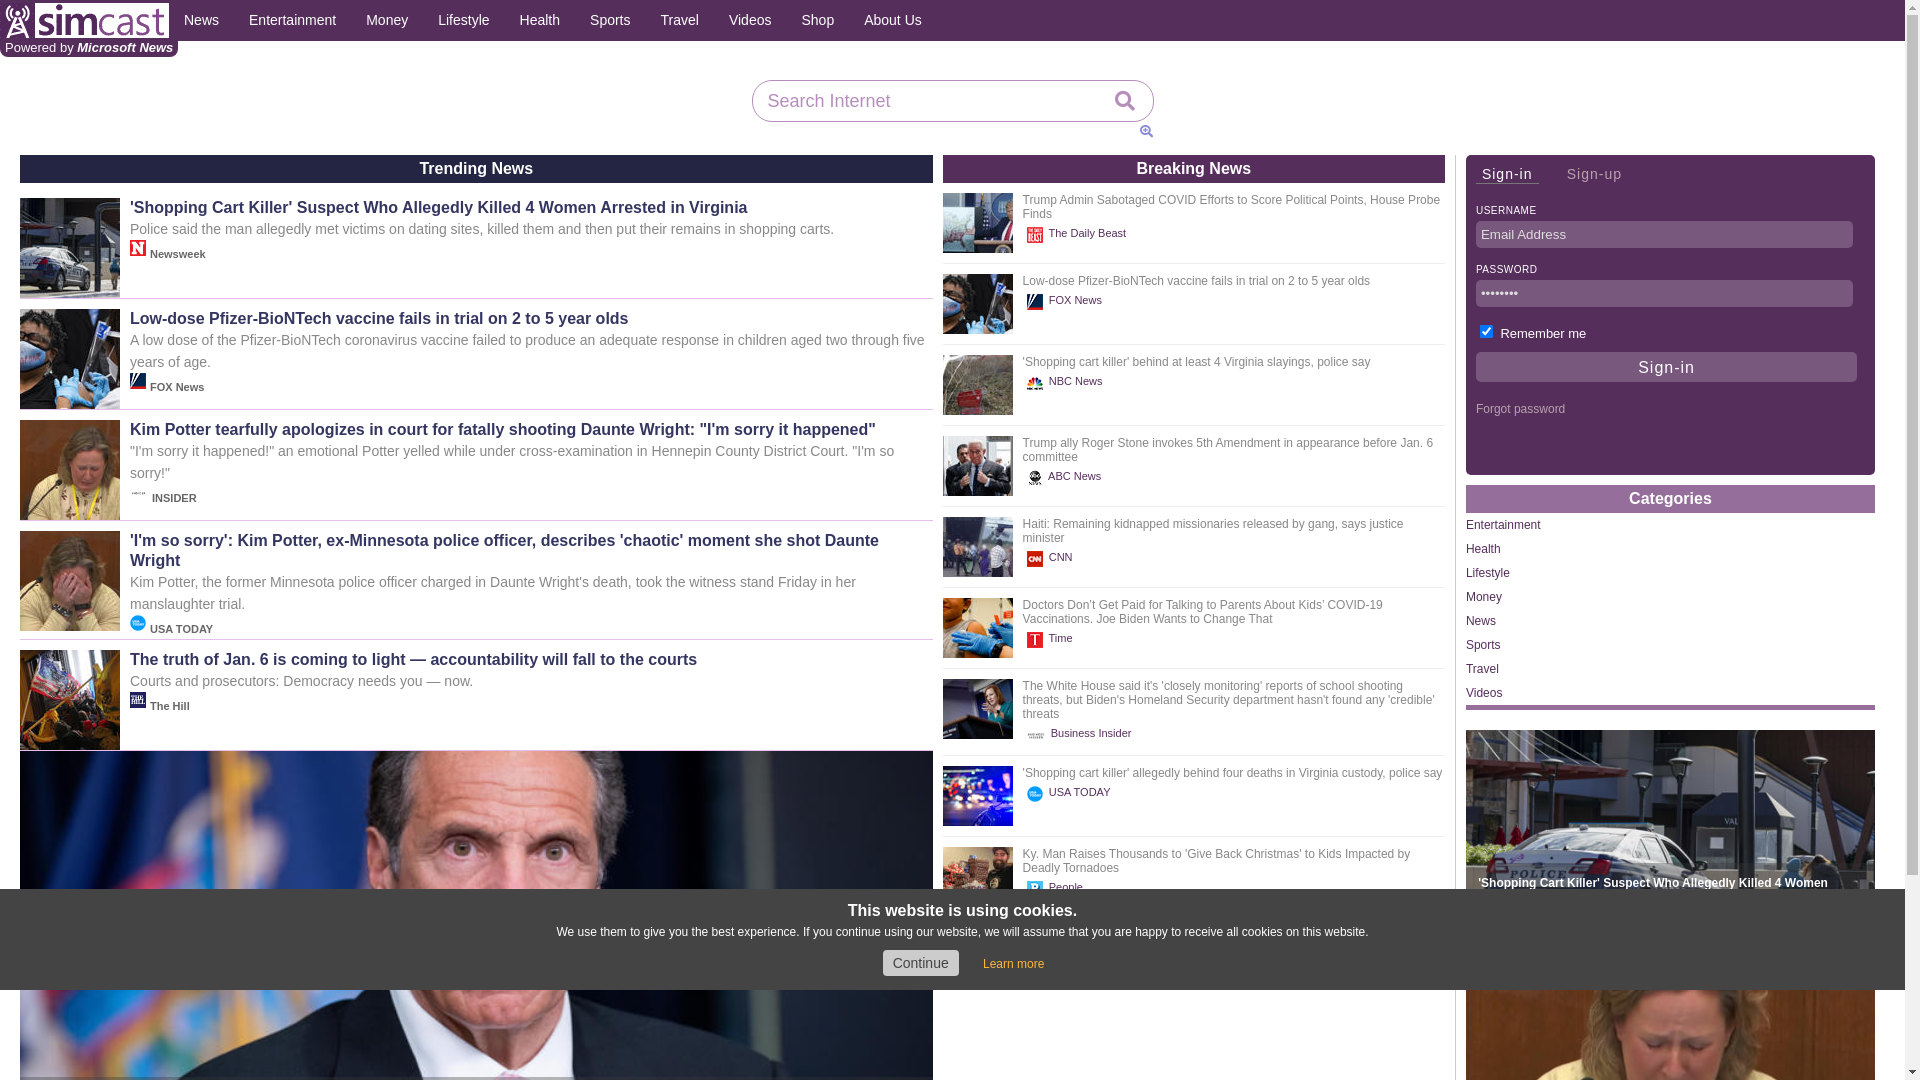 simcast
News
Entertainment
Money
Lifestyle
Health
Sports
Travel
Videos
Shop
About Us
Powered by Microsoft News
Search Internet
Trending News
'Shopping Cart Killer' Suspect Who Allegedly Killed 4 Women Arrested in Virginia
Police said the man allegedly met victims on dating sites, killed them and then put their remains in shopping carts.
Newsweek
Low-dose Pfizer-BioNTech vaccine fails in trial on 2 to 5 year olds
A low dose of the Pfizer-BioNTech coronavirus vaccine failed to produce an adequate response in children aged two through five
years of age.
FOX News
Kim Potter tearfully apologizes in court for fatally shooting Daunte Wright: "I'm sorry it happened"
"I'm sorry it happened!" an emotional Potter yelled while under cross-examination in Hennepin County District Court. "I'm so
sorry!"
INSIDER
'I'm so sorry': Kim Potter, ex-Minnesota police officer, describes 'chaotic' moment she shot Daunte
Wright
Kim Potter, the former Minnesota police officer charged in Daunte Wright's death, took the witness stand Friday in her
manslaughter trial.
USA TODAY
The truth of Jan. 6 is coming to light — accountability will fall to the courts
Courts and prosecutors: Democracy needs you — now.
The Hill
Breaking News
Trump Admin Sabotaged COVID Efforts to Score Political Points, House Probe
Finds
The Daily Beast
Low-dose Pfizer-BioNTech vaccine fails in trial on 2 to 5 year olds
FOX News
'Shopping cart killer' behind at least 4 Virginia slayings, police say
NBC News
Trump ally Roger Stone invokes 5th Amendment in appearance before Jan. 6
committee
ABC News
Haiti: Remaining kidnapped missionaries released by gang, says justice
minister
CNN
Doctors Don't Get Paid for Talking to Parents About Kids' COVID-19
Vaccinations. Joe Biden Wants to Change That
Time
The White House said it's 'closely monitoring' reports of school shooting
threats, but Biden's Homeland Security department hasn't found any 'credible'
threats
Business Insider
'Shopping cart killer' allegedly behind four deaths in Virginia custody, police say
USA TODAY
Ky. Man Raises Thousands to 'Give Back Christmas' to Kids Impacted by
Deadly Tornadoes
People
Sign-in
Sign-up
USERNAME
Email Address
PASSWORD
••••••••
Remember me
Sign-in
Forgot password
Categories
Entertainment
Health
Lifestyle
Money
News
Sports
Travel
Videos
'Shopping Cart Killer' Suspect Who Allegedly Killed 4 Women
This website is using cookies.
We use them to give you the best experience. If you continue using our website, we will assume that you are happy to receive all cookies on this website.
Continue
Learn more